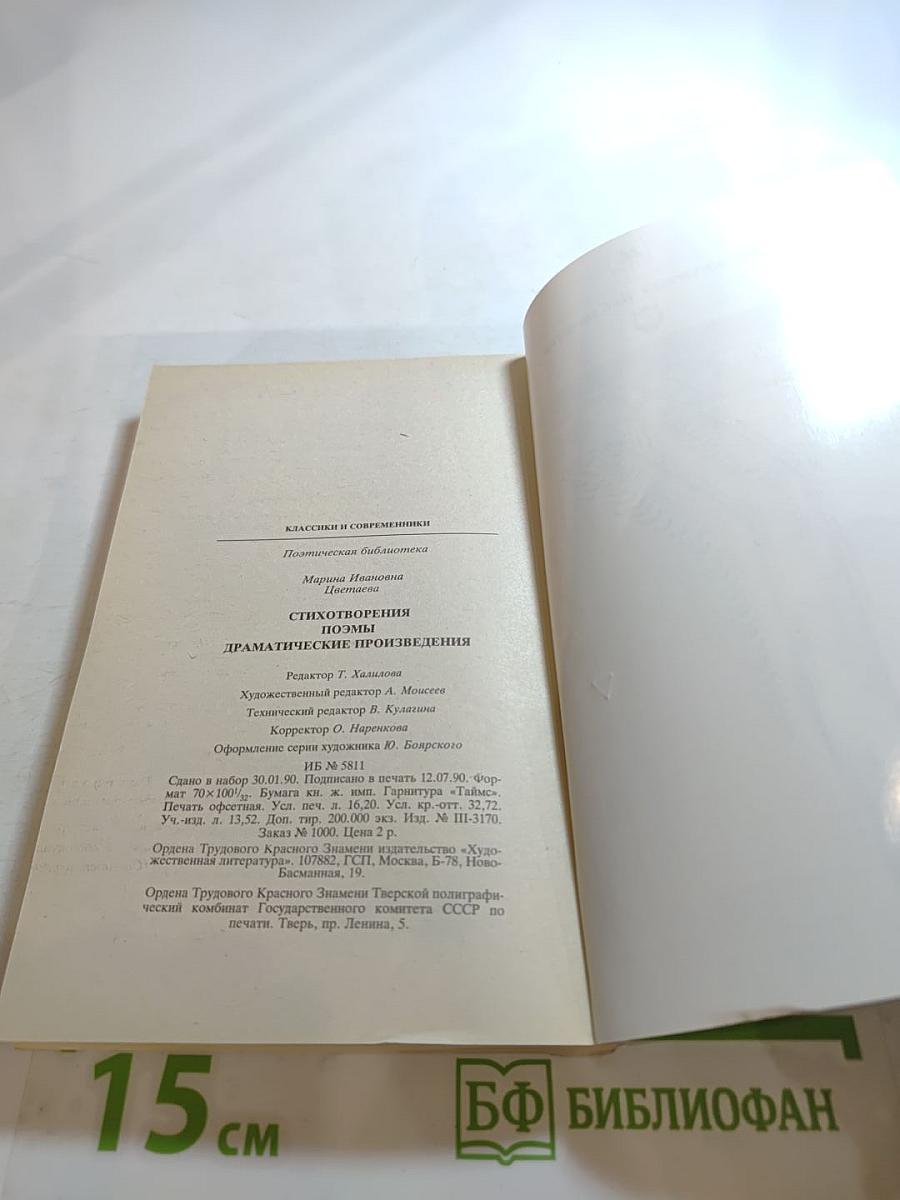 КЛАССИКИ И СОВРЕМЕННИКИ
Поэтическая библиотека
Марина Ивановна
Цветаева
СТИХОТВОРЕНИЯ
ПОЭМЫ
ДРАМАТИЧЕСКИЕ ПРОИЗВЕДЕНИЯ
Редактор Т. Халилова
Художественный редактор А. Моисеев
Технический редактор В. Кулагина
Корректор О. Наренкова
Оформление серии художника Ю. Боярского
ИБ № 5811
Сдано в набор 30.01.90. Подписано в печать 12.07.90. Фор-
мат 70×100¹/₃₂. Бумага кн. ж. имп. Гарнитура «Таймс».
Печать офсетная. Усл. печ. л. 16,20. Усл. кр.-отт. 32,72.
Уч.-изд. л. 13,52. Доп. тир. 200.000 экз. Изд. № III-3170.
Заказ № 1000. Цена 2 р.
Ордена Трудового Красного Знамени издательство «Худо-
жественная литература». 107882, ГСП, Москва, Б-78, Ново-
Басманная, 19.
Ордена Трудового Красного Знамени Тверской полиграфи-
ческий комбинат Государственного комитета СССР по
печати. Тверь, пр. Ленина, 5.
15 см
БФ БИБЛИОФАН